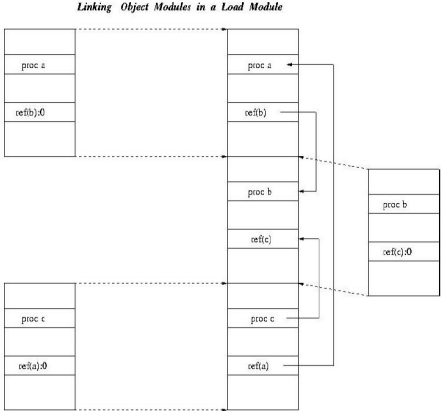 Linking Object Modules in a Load Module
proc a
ref(b):0
proc a
ref(b)
proc b
ref(c)
proc b
ref(c):0
proc c
ref(a):0
proc c
ref(a)